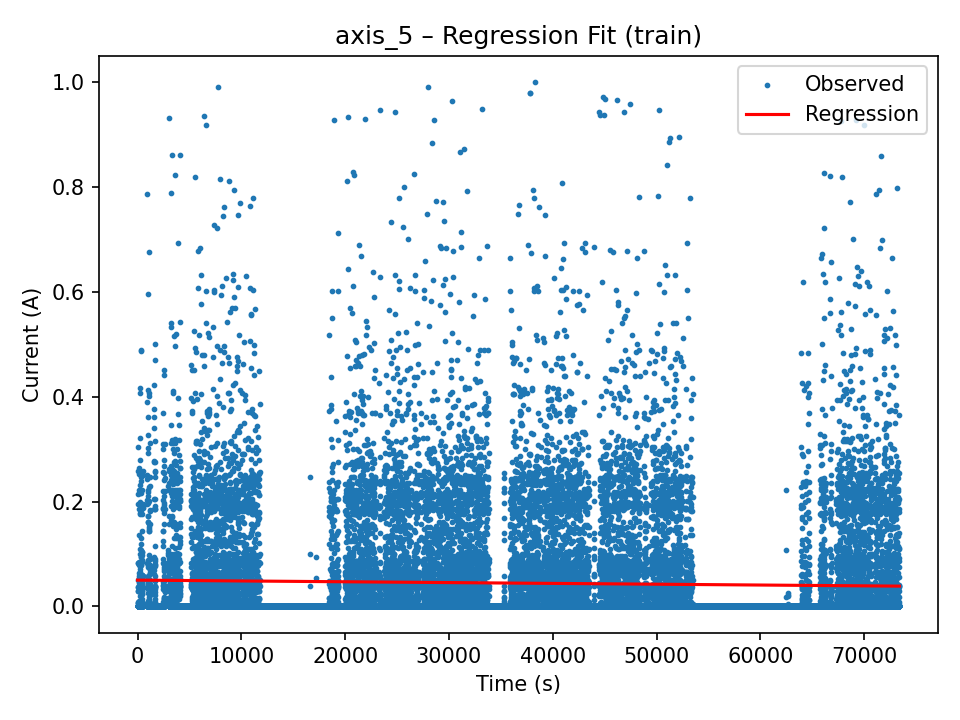 axis_5 – Regression Fit (train)
Observed
Regression
Current (A)
1.0
0.8
0.6
0.4
0.2
0.0
0 10000 20000 30000 40000 50000 60000 70000
Time (s)